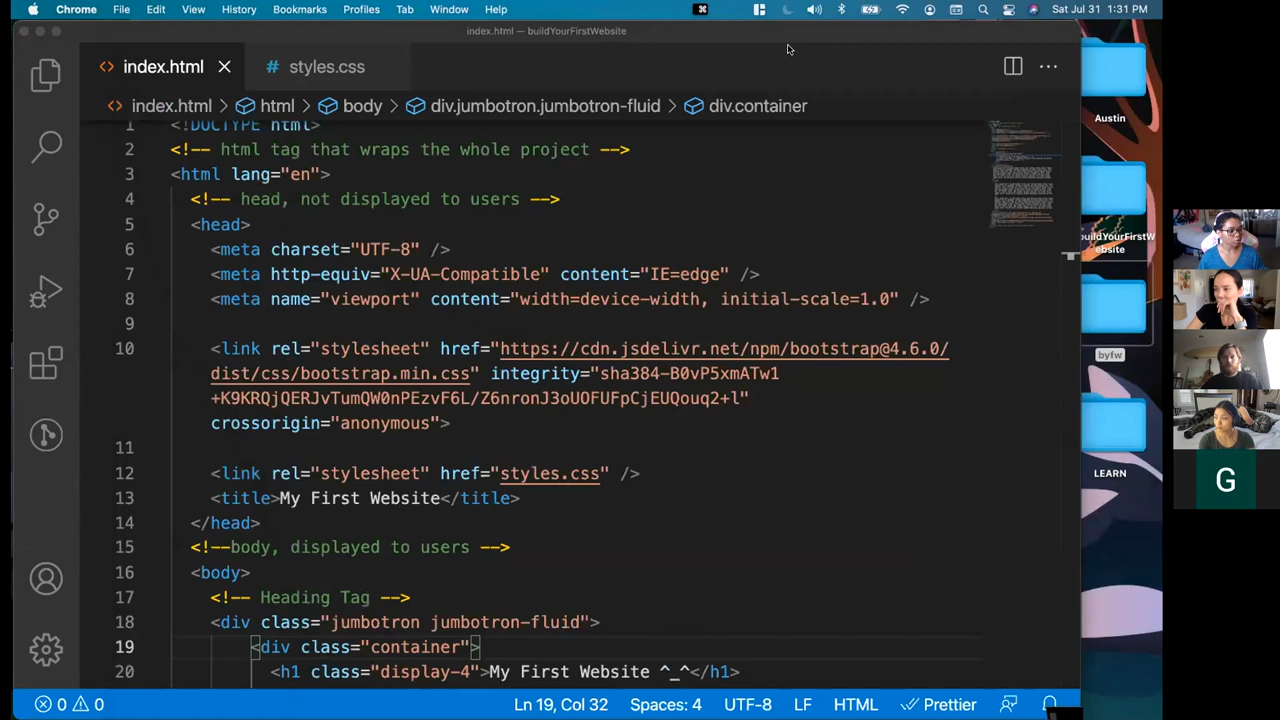 Chrome File Edit View History Bookmarks Profiles Tab Window Help Sat Jul 31 1:31 PM
index.html — buildYourFirstWebsite
index.html styles.css
index.html > html > body > div.jumbotron.jumbotron-fluid > div.container
1 <!DOCTYPE html>
2 <!-- html tag that wraps the whole project -->
3 <html lang="en">
4 <!-- head, not displayed to users -->
5 <head>
6 <meta charset="UTF-8" />
7 <meta http-equiv="X-UA-Compatible" content="IE=edge" />
8 <meta name="viewport" content="width=device-width, initial-scale=1.0" />
9
10 <link rel="stylesheet" href="https://cdn.jsdelivr.net/npm/bootstrap@4.6.0/
dist/css/bootstrap.min.css" integrity="sha384-B0vP5xmATw1
+K9KRQjQERJvTumQW0nPEzvF6L/Z6nronJ3oUOFUFpCjEUQouq2+l"
crossorigin="anonymous">
11
12 <link rel="stylesheet" href="styles.css" />
13 <title>My First Website</title>
14 </head>
15 <!--body, displayed to users -->
16 <body>
17 <!-- Heading Tag -->
18 <div class="jumbotron jumbotron-fluid">
19 <div class="container">
20 <h1 class="display-4">My First Website ^_^</h1>
0 0 Ln 19, Col 32 Spaces: 4 UTF-8 LF HTML Prettier
Austin
buildYourFirstW
ebsite
byfw
LEARN
G